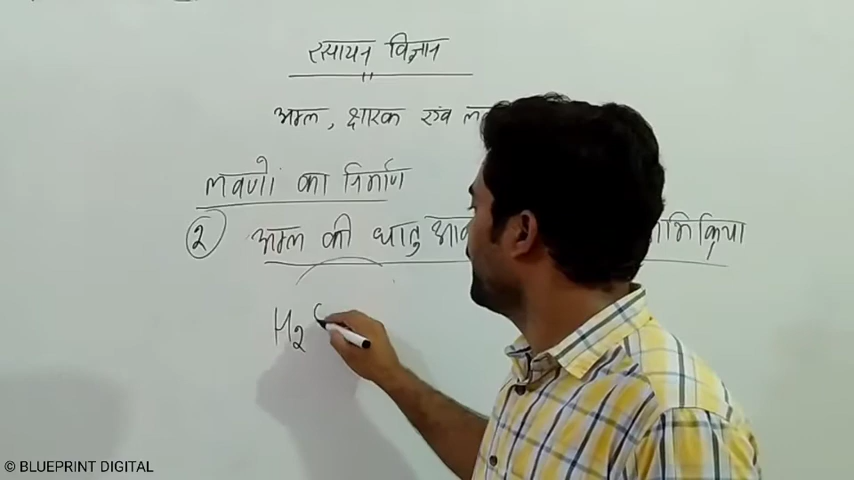 रसायन विज्ञान
अम्ल, क्षारक एवं
लवणों का निर्माण
२ अम्ल की धातु
H2
© BLUEPRINT DIGITAL